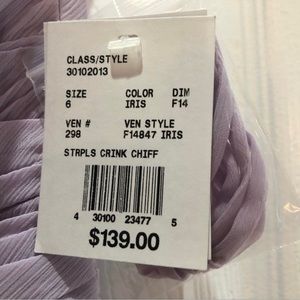 CLASS/STYLE
30102013
SIZE COLOR DIM
6 IRIS F14
VEN # VEN STYLE
298 F14847 IRIS
STRPLS CRINK CHIFF
4 30100 23477 5
$139.00